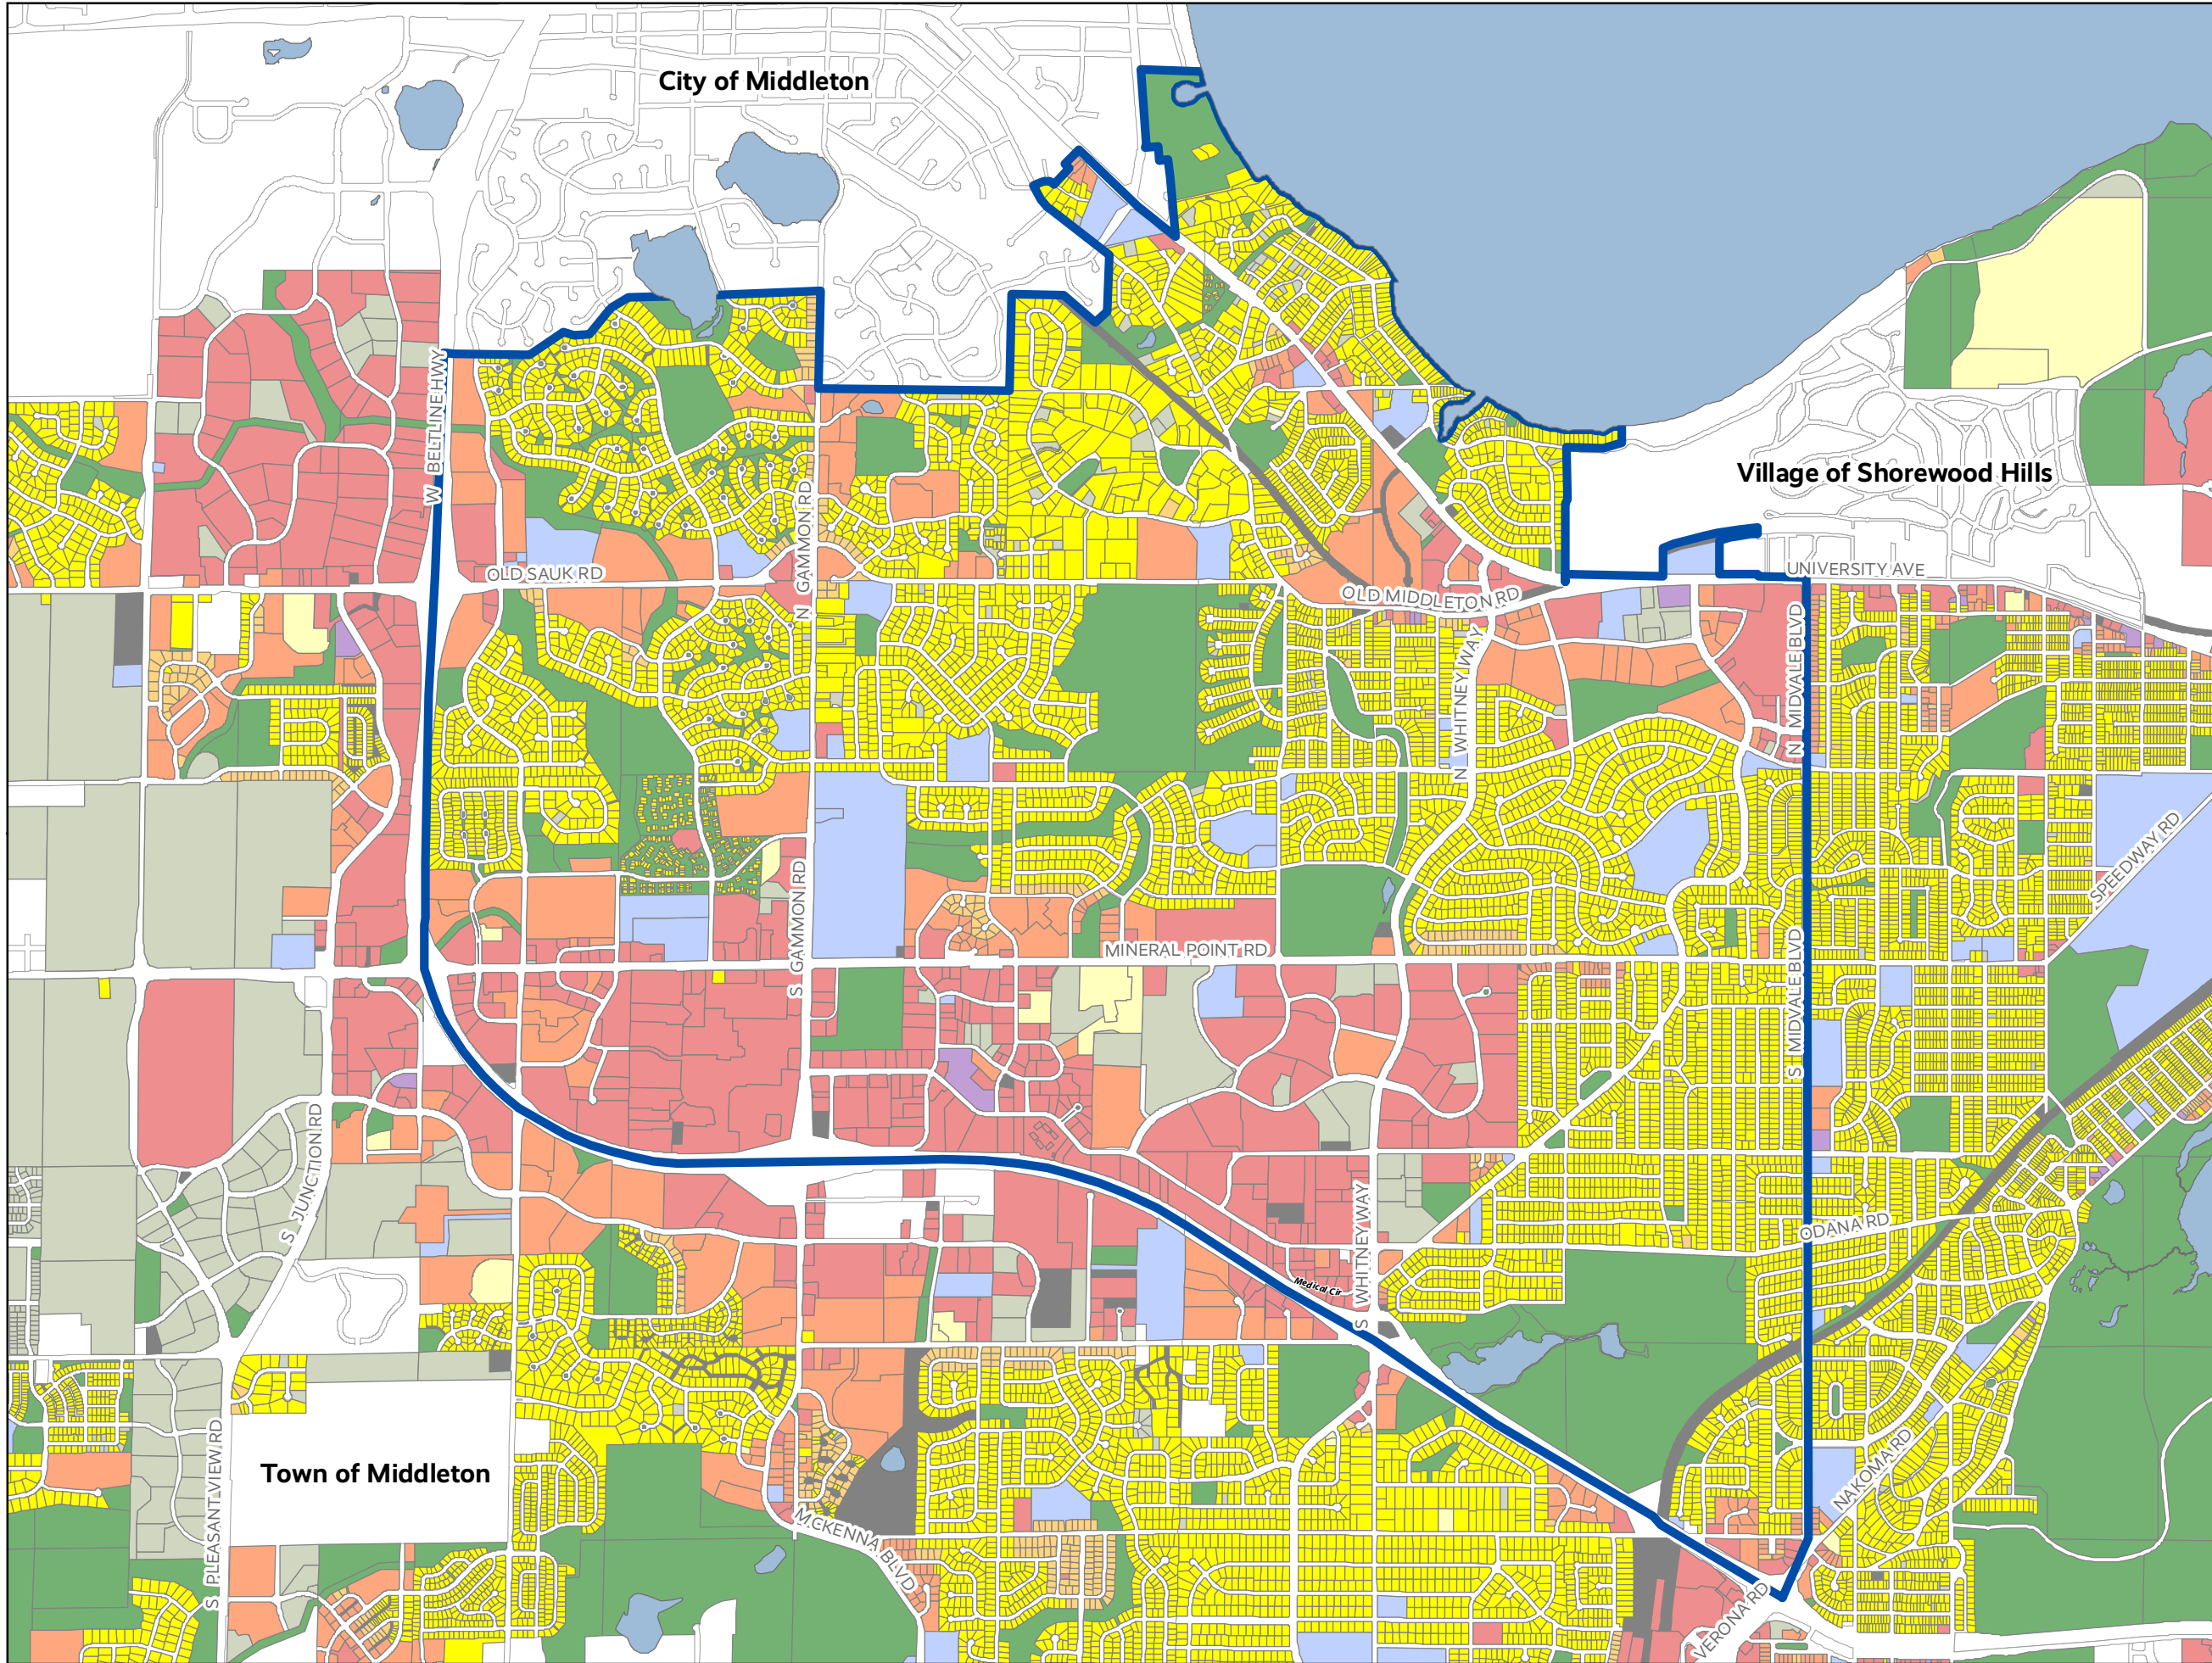 City of Middleton
W BELTLINE HWY
Village of Shorewood Hills
N GAMMON RD
OLD SAUK RD
UNIVERSITY AVE
OLD MIDDLETON RD
N WHITNEY WAY
N MIDVALE BLVD
SPEEDWAY RD
S GAMMON RD
MINERAL POINT RD
S MIDVALE BLVD
S JUNCTION RD
S WHITNEY WAY
ODANA RD
Medical Cir
S PLEASANT VIEW RD
Town of Middleton
NAKOMA RD
MCKENNA BLVD
VERONA RD